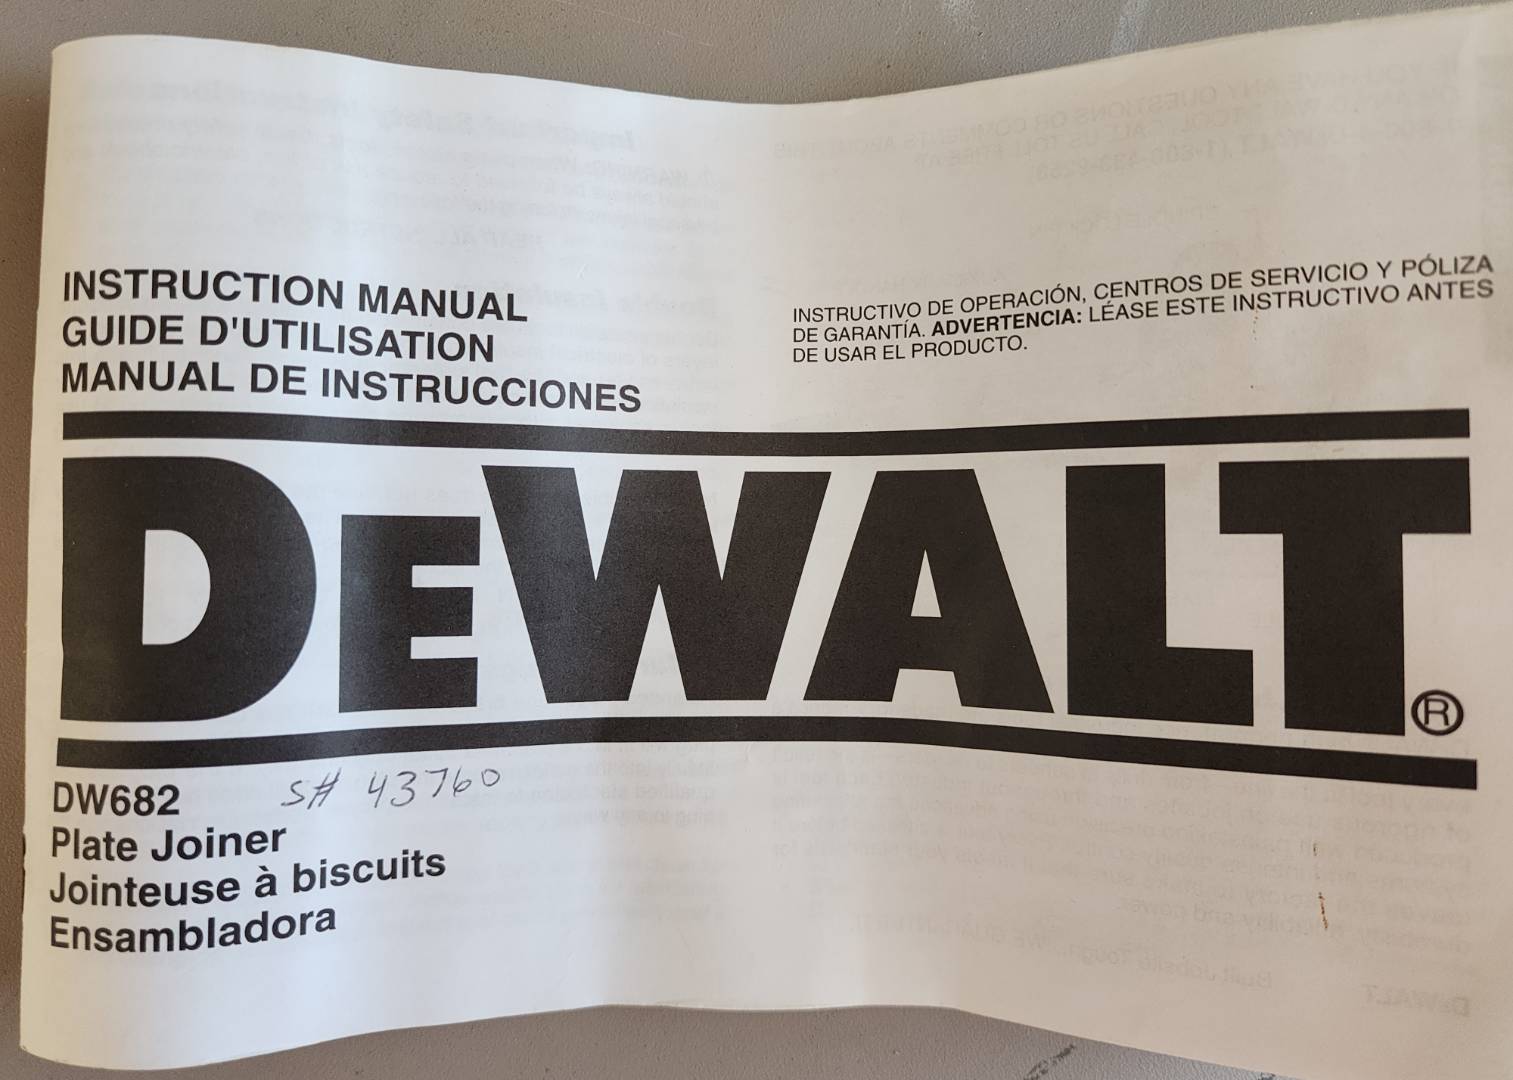 INSTRUCTION MANUAL
GUIDE D'UTILISATION
MANUAL DE INSTRUCCIONES
INSTRUCTIVO DE OPERACIÓN, CENTROS DE SERVICIO Y PÓLIZA
DE GARANTÍA. ADVERTENCIA: LÉASE ESTE INSTRUCTIVO ANTES
DE USAR EL PRODUCTO.
DEWALT®
DW682
S# 43760
Plate Joiner
Jointeuse à biscuits
Ensambladora